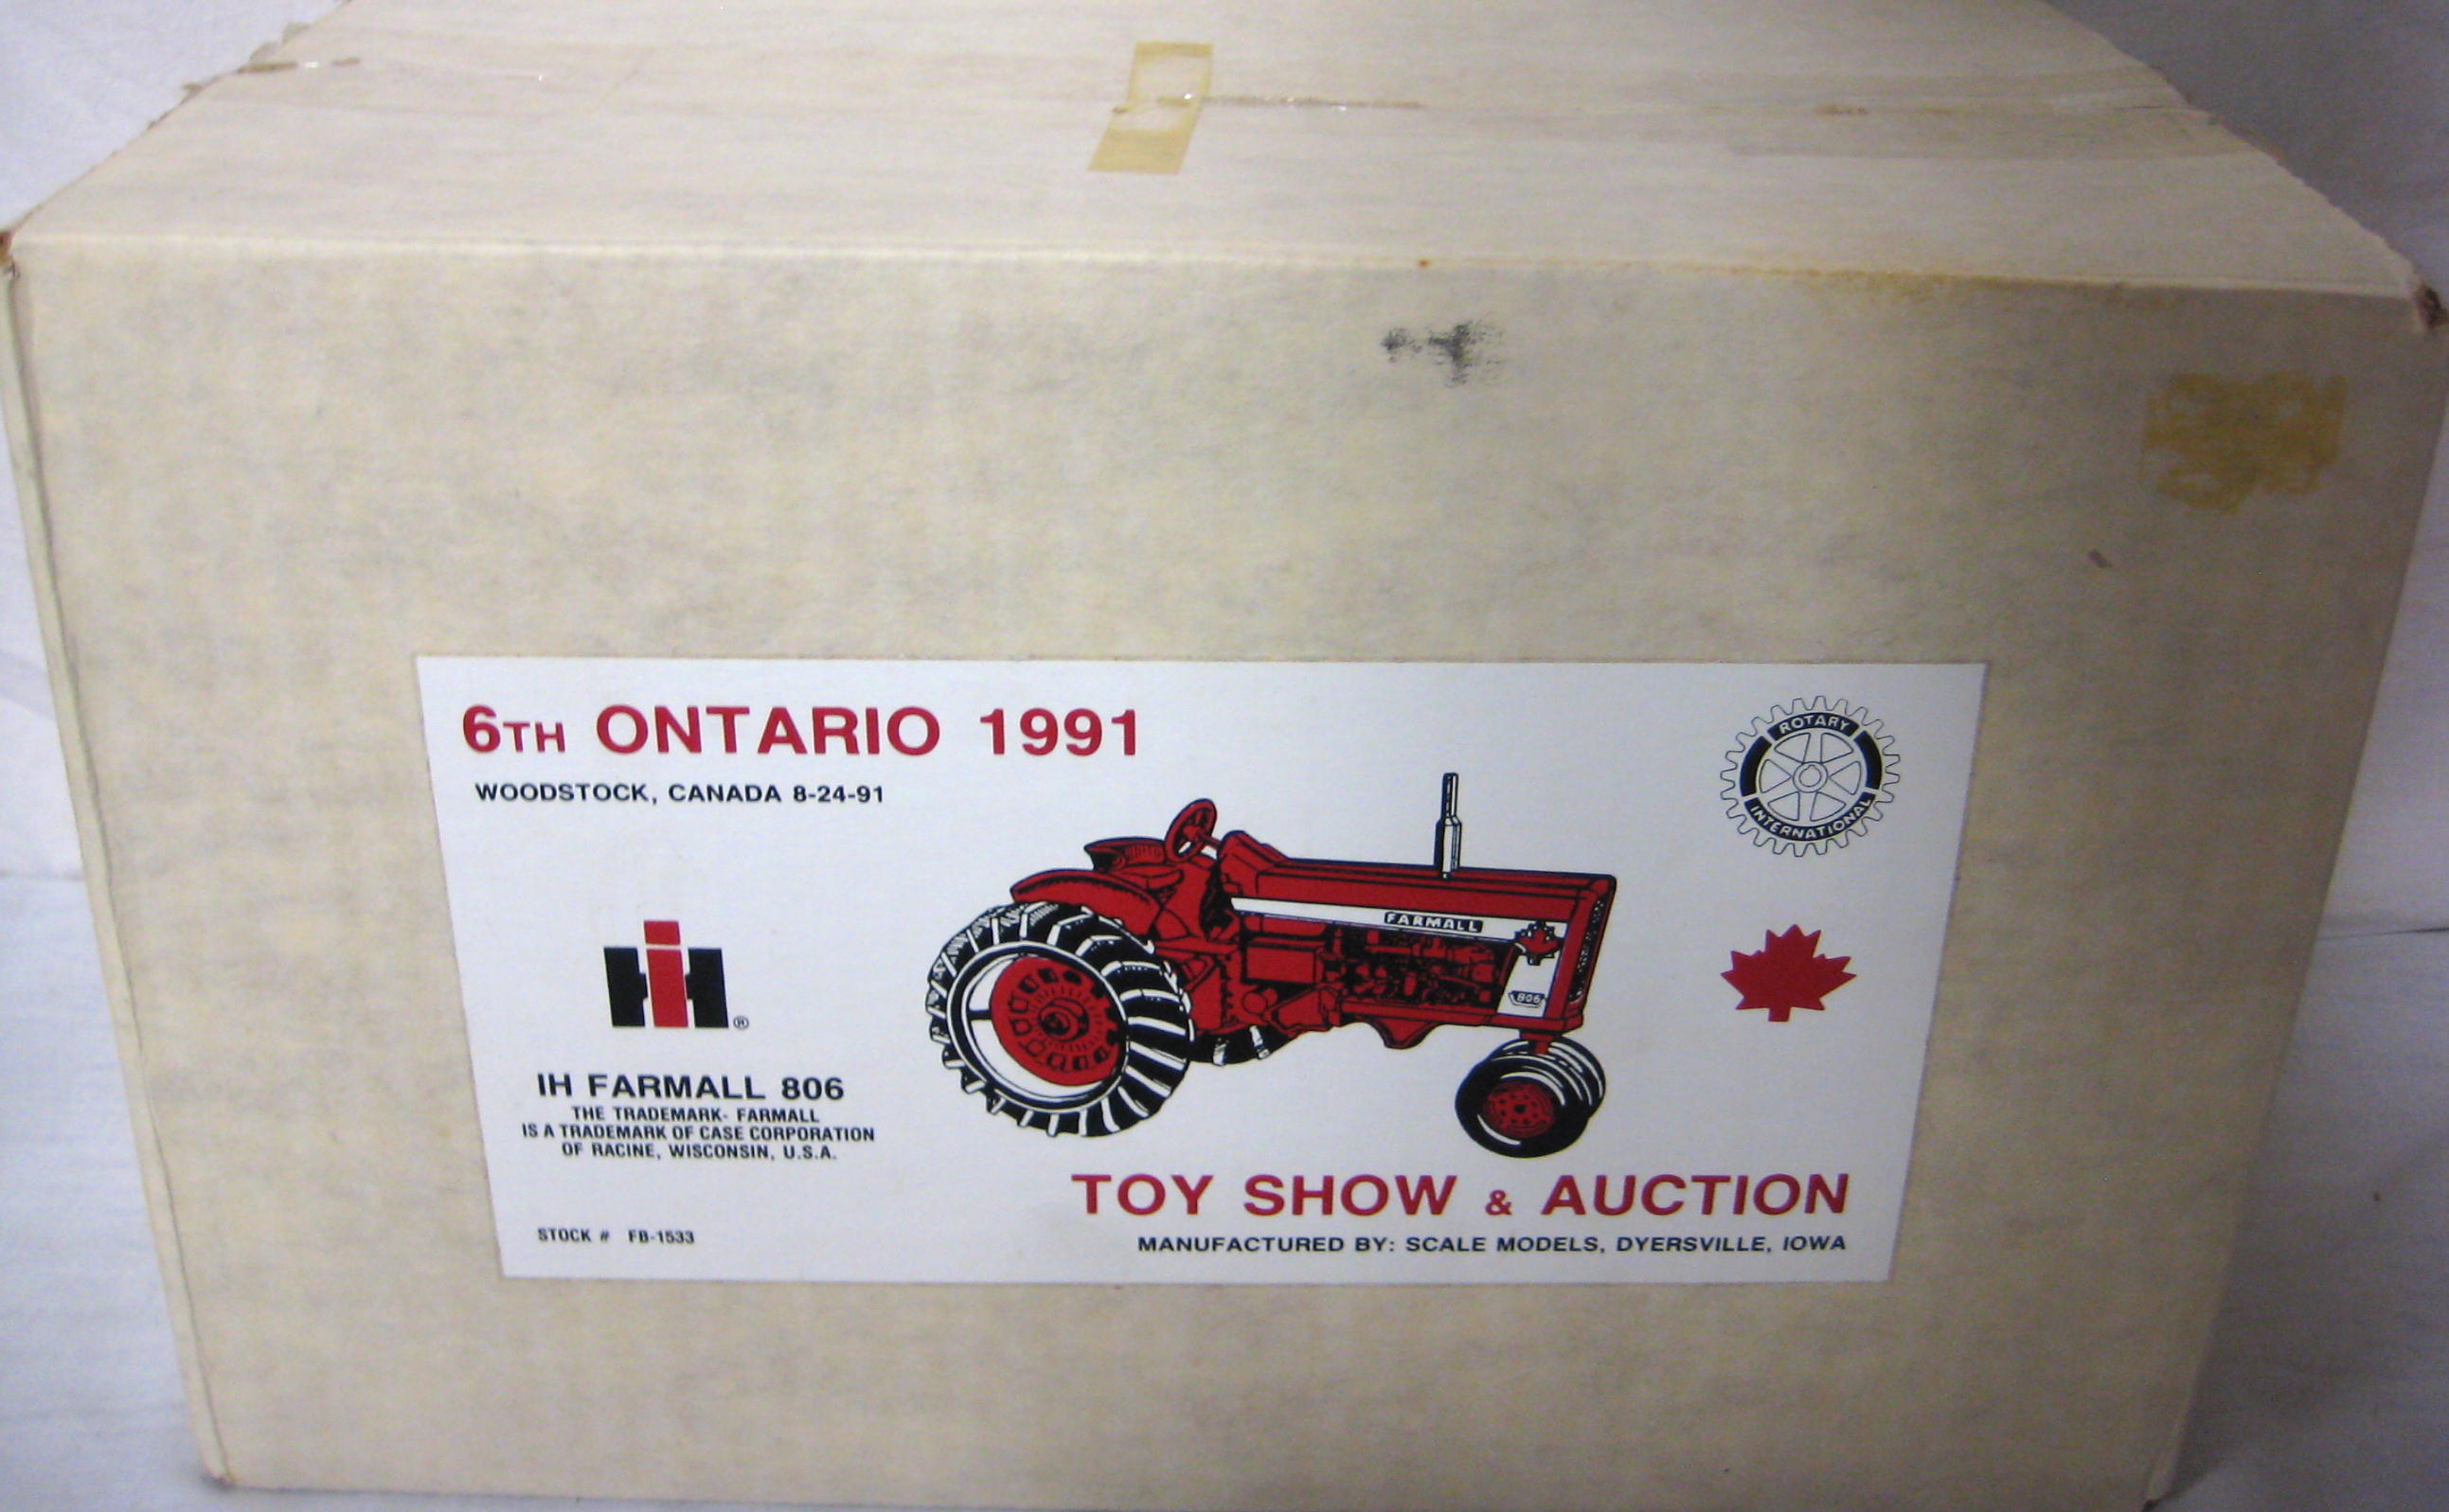 6TH ONTARIO 1991
WOODSTOCK, CANADA 8-24-91
ROTARY
INTERNATIONAL
FARMALL
806
IH
®
IH FARMALL 806
THE TRADEMARK- FARMALL
IS A TRADEMARK OF CASE CORPORATION
OF RACINE, WISCONSIN, U.S.A.
TOY SHOW & AUCTION
STOCK # FB-1533
MANUFACTURED BY: SCALE MODELS, DYERSVILLE, IOWA